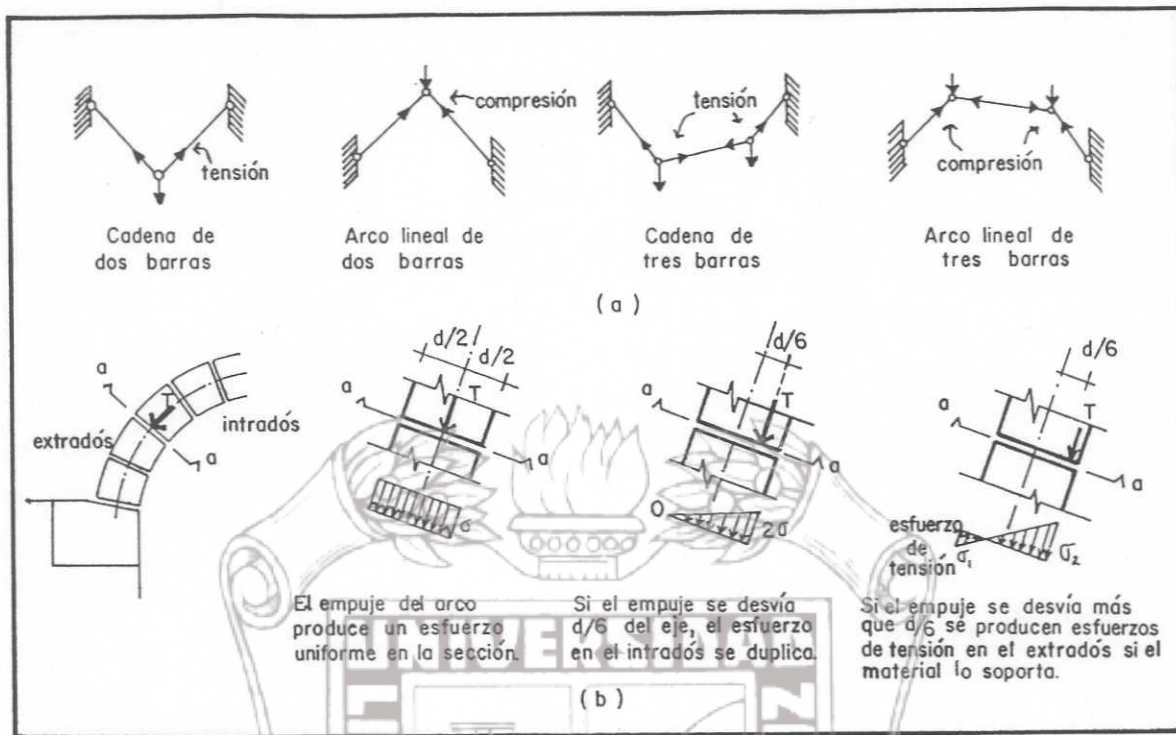 tensión
compresión
tensión
compresión
Cadena de
dos barras
Arco lineal de
dos barras
Cadena de
tres barras
Arco lineal de
tres barras
(a)
a
T
extradós
intradós
a
d/2
d/2
a
T
a
σ
d/6
a
T
a
O
2σ
d/6
a
T
a
esfuerzo
de
tensión
σ1
σ2
El empuje del arco
produce un esfuerzo
uniforme en la sección.
Si el empuje se desvía
d/6 del eje, el esfuerzo
en el intradós se duplica.
Si el empuje se desvía más
que d/6 se producen esfuerzos
de tensión en el extradós si el
material lo soporta.
(b)
UNIVERSIDAD